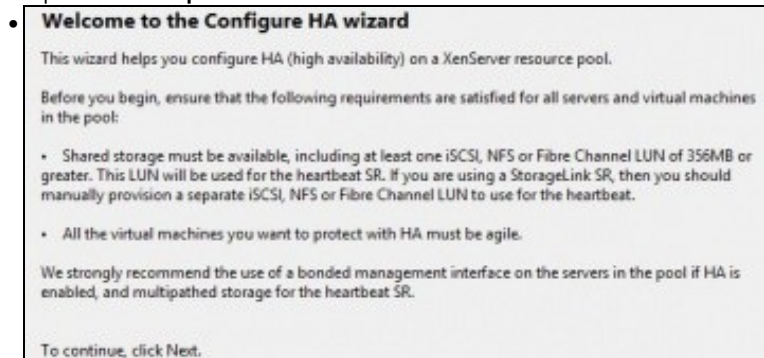 Welcome to the Configure HA wizard
This wizard helps you configure HA (high availability) on a XenServer resource pool.
Before you begin, ensure that the following requirements are satisfied for all servers and virtual machines
in the pool:
• Shared storage must be available, including at least one iSCSI, NFS or Fibre Channel LUN of 356MB or
greater. This LUN will be used for the heartbeat SR. If you are using a StorageLink SR, then you should
manually provision a separate iSCSI, NFS or Fibre Channel LUN to use for the heartbeat.
• All the virtual machines you want to protect with HA must be agile.
We strongly recommend the use of a bonded management interface on the servers in the pool if HA is
enabled, and multipathed storage for the heartbeat SR.
To continue, click Next.